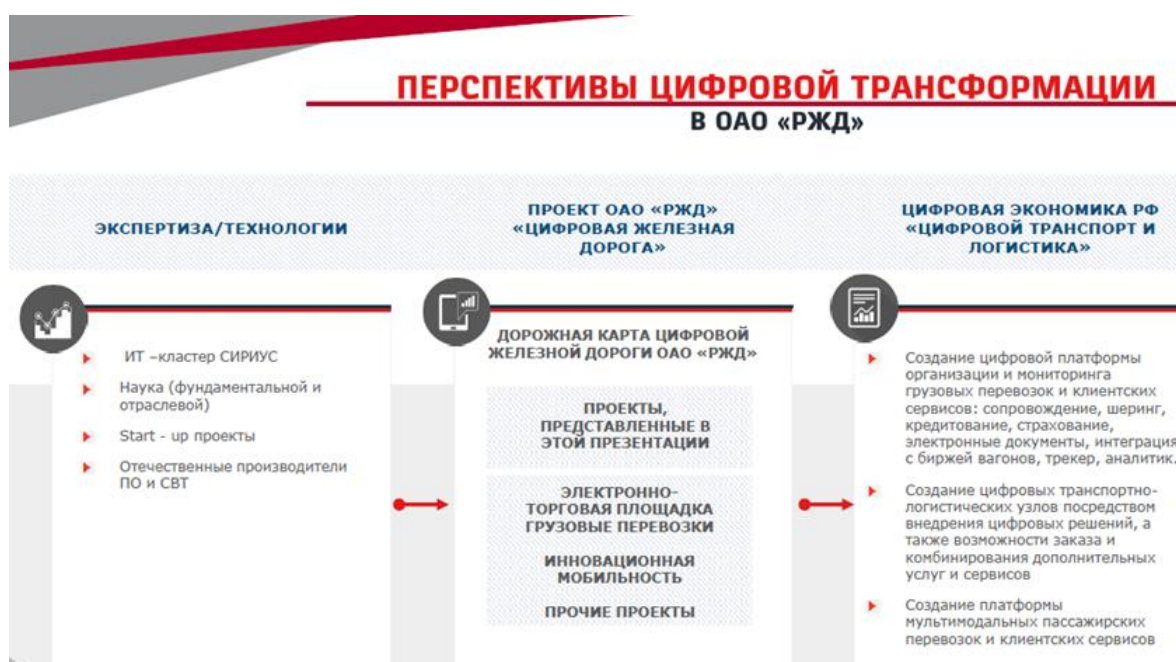 ПЕРСПЕКТИВЫ ЦИФРОВОЙ ТРАНСФОРМАЦИИ
В ОАО «РЖД»
ЭКСПЕРТИЗА/ТЕХНОЛОГИИ
ИТ –кластер СИРИУС
Наука (фундаментальной и
отраслевой)
Start - up проекты
Отечественные производители
ПО и СВТ
ПРОЕКТ ОАО «РЖД»
«ЦИФРОВАЯ ЖЕЛЕЗНАЯ
ДОРОГА»
ДОРОЖНАЯ КАРТА ЦИФРОВОЙ
ЖЕЛЕЗНОЙ ДОРОГИ ОАО «РЖД»
ПРОЕКТЫ,
ПРЕДСТАВЛЕННЫЕ В
ЭТОЙ ПРЕЗЕНТАЦИИ
ЭЛЕКТРОННО-
ТОРГОВАЯ ПЛОЩАДКА
ГРУЗОВЫЕ ПЕРЕВОЗКИ
ИННОВАЦИОННАЯ
МОБИЛЬНОСТЬ
ПРОЧИЕ ПРОЕКТЫ
ЦИФРОВАЯ ЭКОНОМИКА РФ
«ЦИФРОВОЙ ТРАНСПОРТ И
ЛОГИСТИКА»
Создание цифровой платформы
организации и мониторинга
грузовых перевозок и клиентских
сервисов: сопровождение, шеринг,
кредитование, страхование,
электронные документы, интеграция
с биржей вагонов, трекер, аналитик.
Создание цифровых транспортно-
логистических узлов посредством
внедрения цифровых решений, а
также возможности заказа и
комбинирования дополнительных
услуг и сервисов
Создание платформы
мультимодальных пассажирских
перевозок и клиентских сервисов